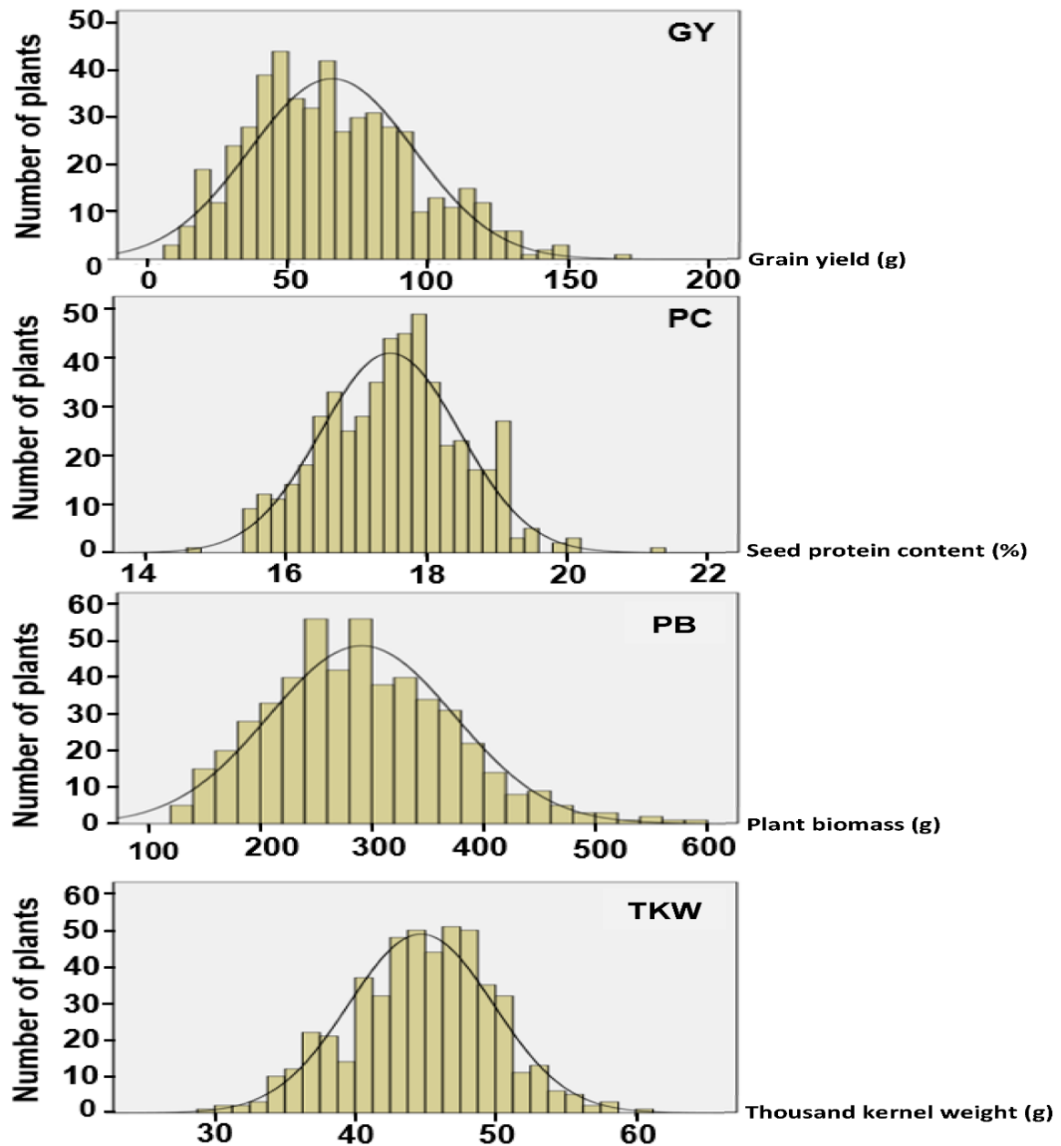 GY
Number of plants
50
40
30
20
10
0
0 50 100 150 200
Grain yield (g)
PC
Number of plants
50
40
30
20
10
0
14 16 18 20 22
Seed protein content (%)
PB
Number of plants
60
50
40
30
20
10
0
100 200 300 400 500 600
Plant biomass (g)
TKW
Number of plants
60
50
40
30
20
10
0
30 40 50 60
Thousand kernel weight (g)